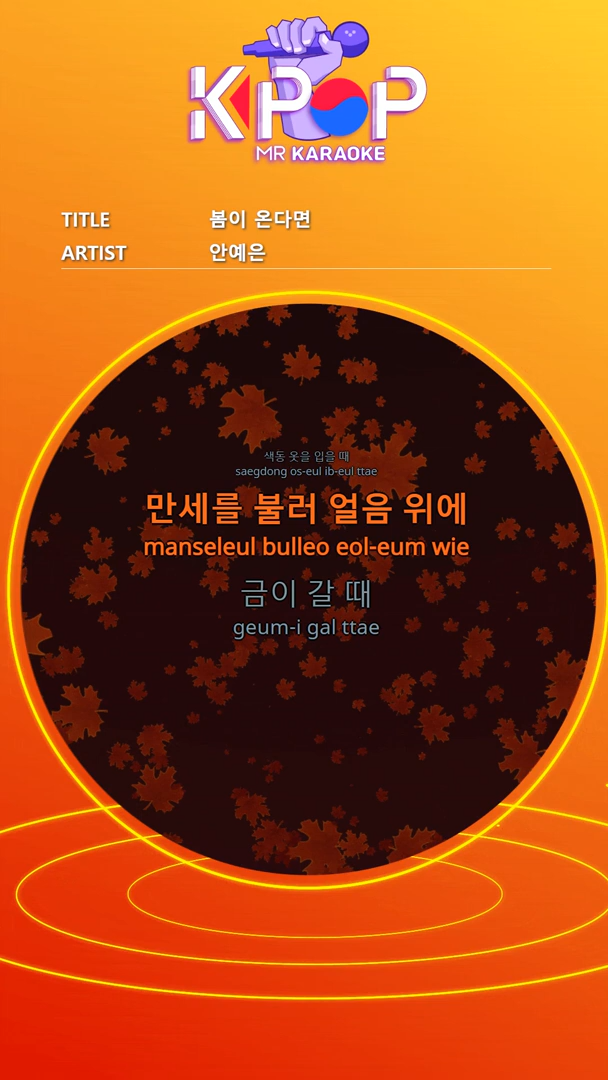 KPOP
MR KARAOKE
TITLE 봄이 온다면
ARTIST 안예은
색동 옷을 입을 때
saegdong os-eul ib-eul ttae
만세를 불러 얼음 위에
manseleul bulleo eol-eum wie
금이 갈 때
geum-i gal ttae